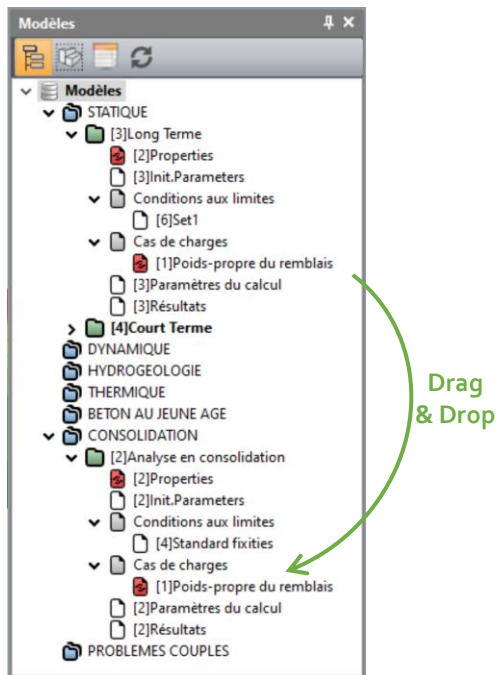 Modèles
Modèles
STATIQUE
[3]Long Terme
[2]Properties
[3]Init.Parameters
Conditions aux limites
[6]Set1
Cas de charges
[1]Poids-propre du remblais
[3]Paramètres du calcul
[3]Résultats
[4]Court Terme
DYNAMIQUE
HYDROGEOLOGIE
THERMIQUE
BETON AU JEUNE AGE
CONSOLIDATION
[2]Analyse en consolidation
[2]Properties
[2]Init.Parameters
Conditions aux limites
[4]Standard fixities
Cas de charges
[1]Poids-propre du remblais
[2]Paramètres du calcul
[2]Résultats
PROBLEMES COUPLES
Drag
& Drop